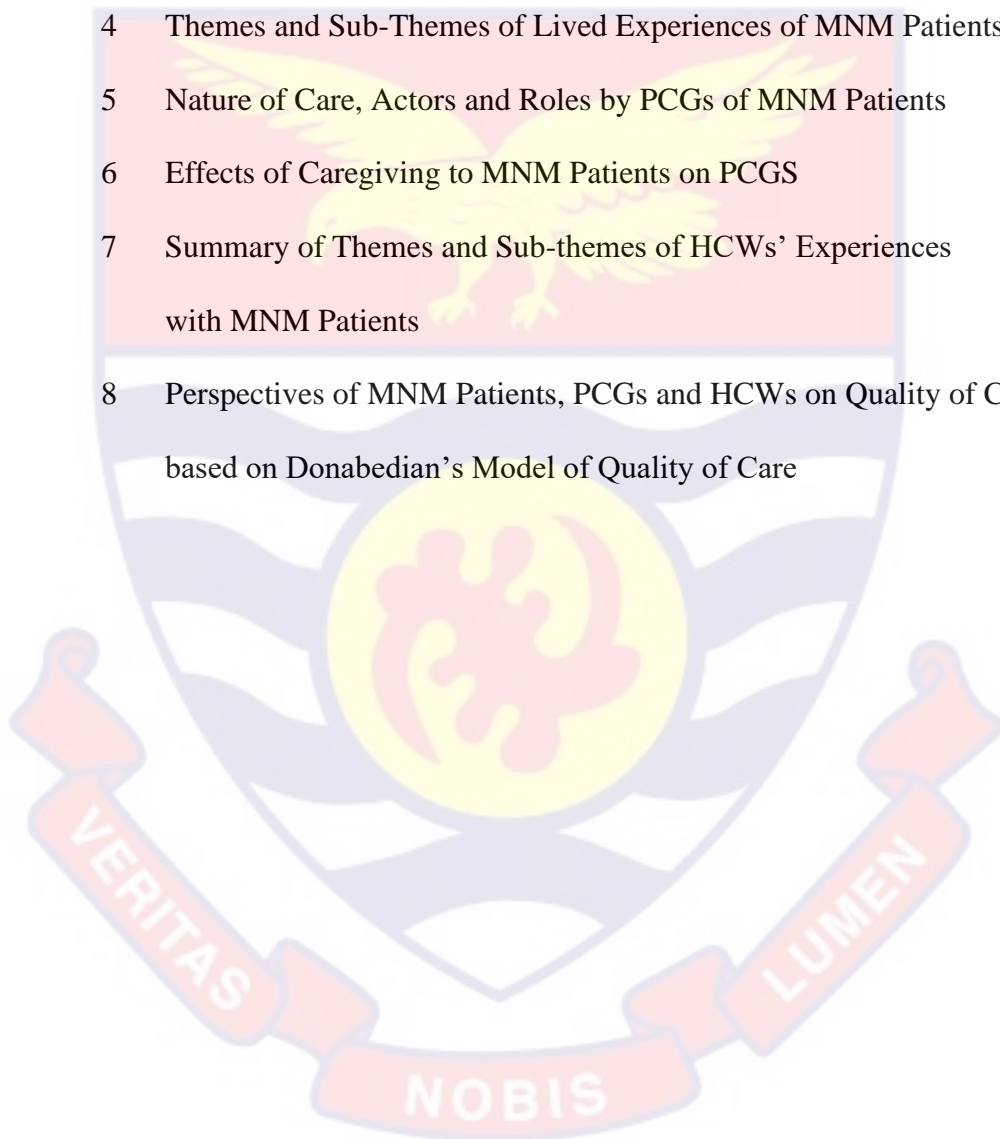 4 Themes and Sub-Themes of Lived Experiences of MNM Patients
5 Nature of Care, Actors and Roles by PCGs of MNM Patients
6 Effects of Caregiving to MNM Patients on PCGS
7 Summary of Themes and Sub-themes of HCWs’ Experiences
with MNM Patients
8 Perspectives of MNM Patients, PCGs and HCWs on Quality of
based on Donabedian’s Model of Quality of Care
VERITAS
NOBIS
LUMEN